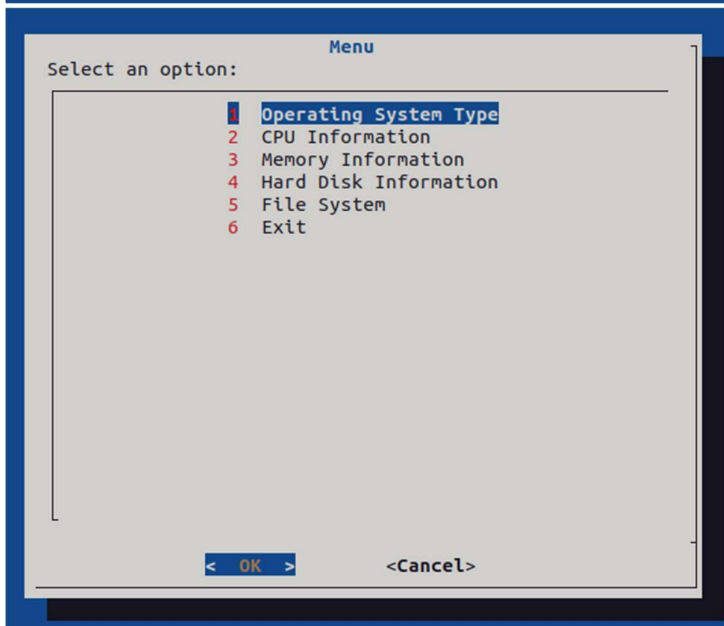 Menu
Select an option:
1 Operating System Type
2 CPU Information
3 Memory Information
4 Hard Disk Information
5 File System
6 Exit
< OK > <Cancel>